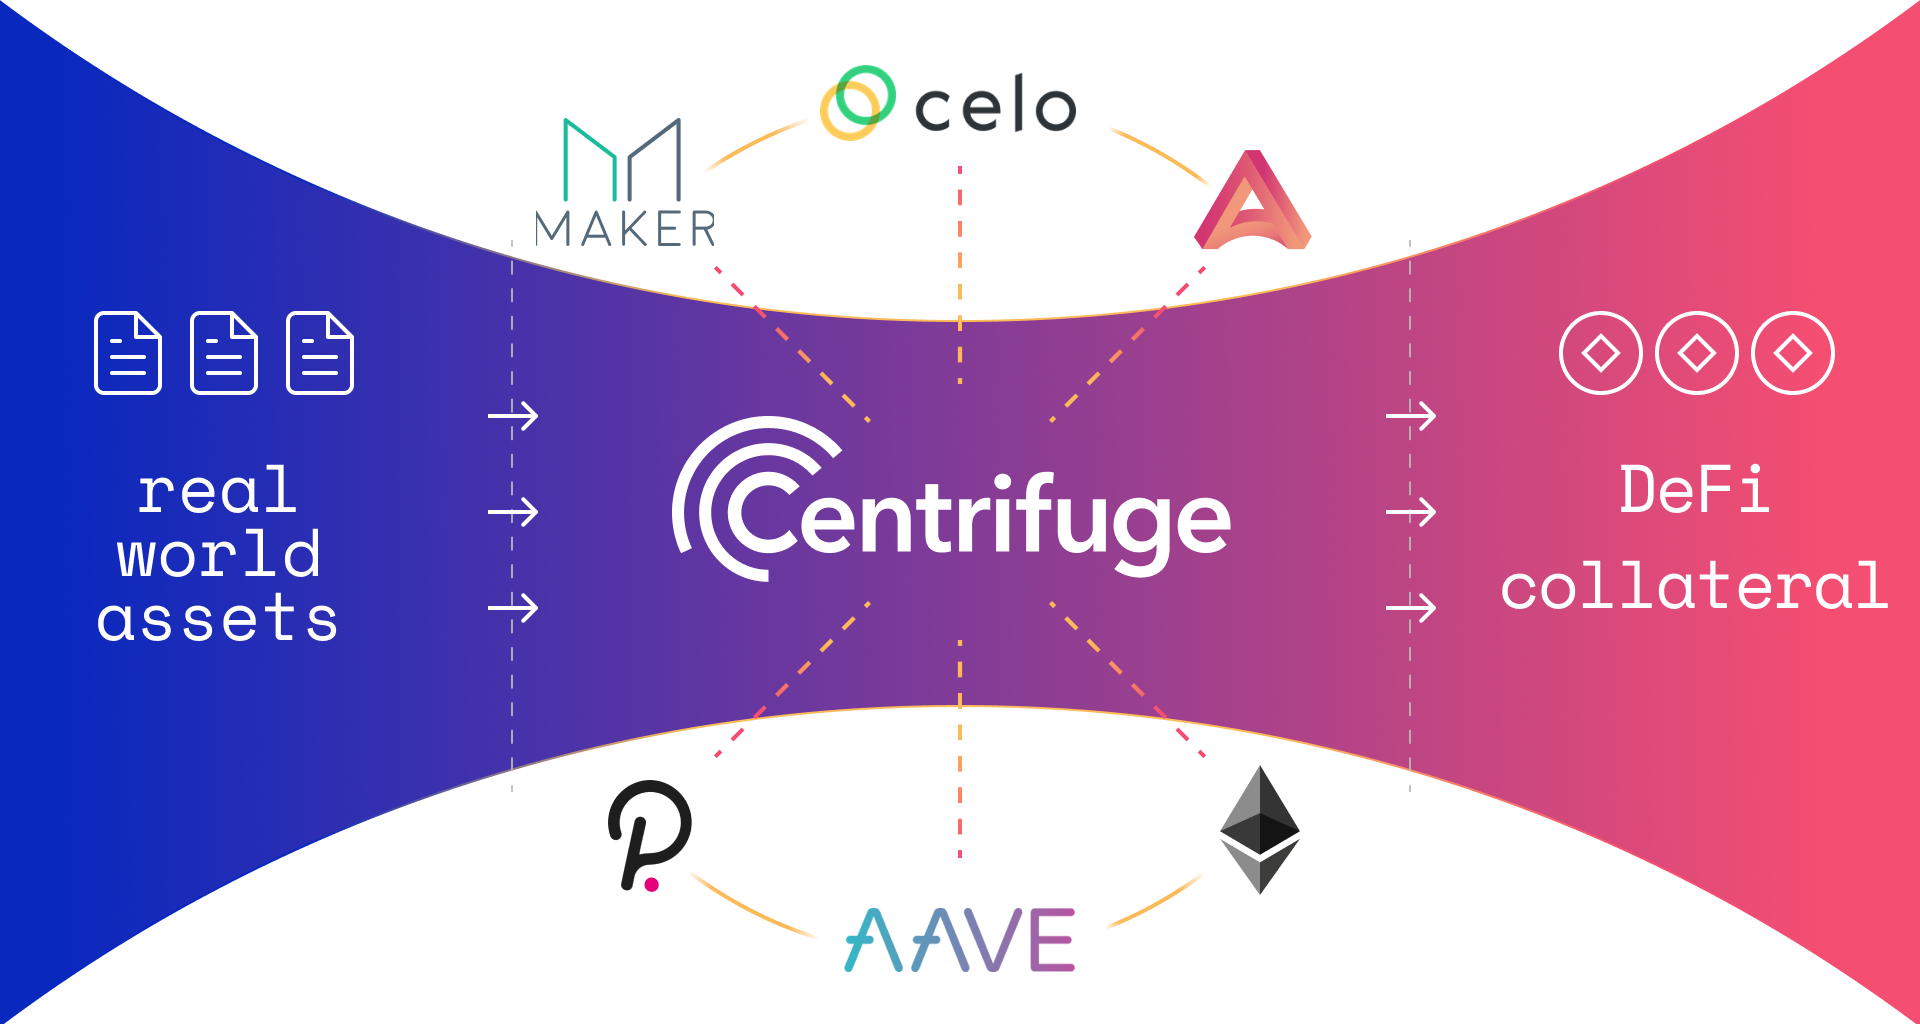 celo
MAKER
real
world
assets
Centrifuge
DeFi
collateral
AAVE